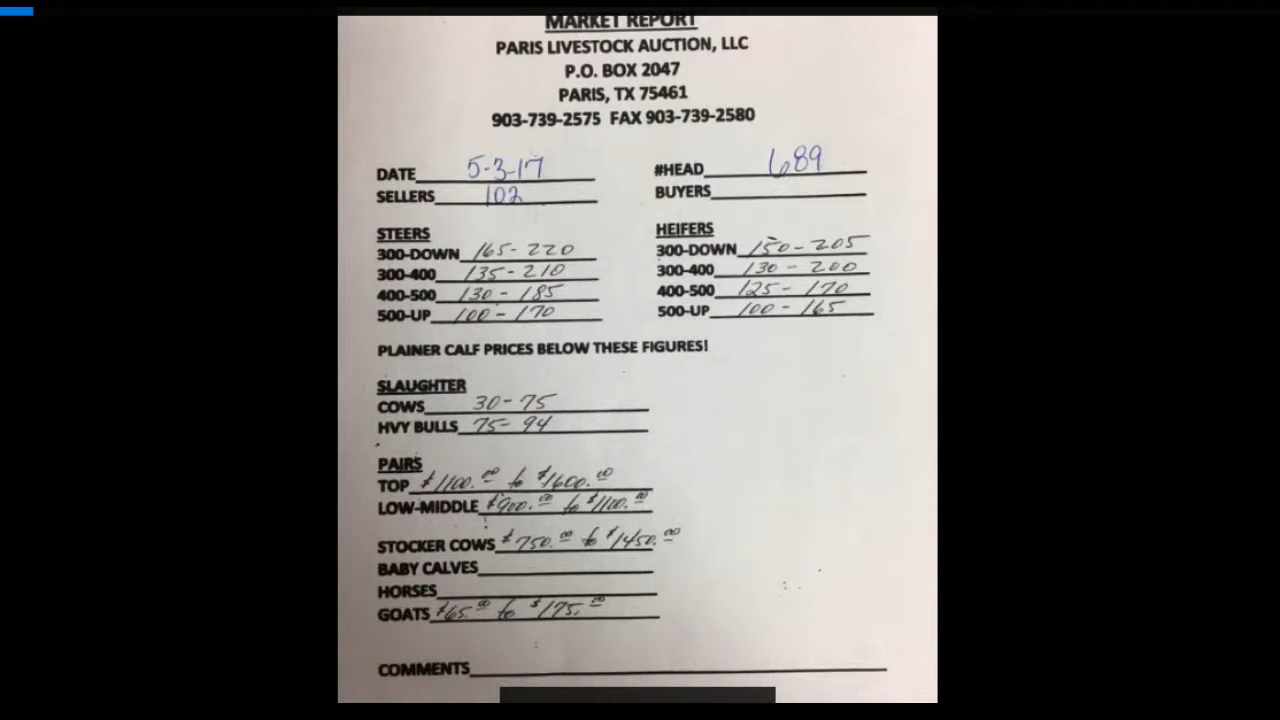 MARKET REPORT
PARIS LIVESTOCK AUCTION, LLC
P.O. BOX 2047
PARIS, TX 75461
903-739-2575 FAX 903-739-2580
DATE 5-3-17 #HEAD 689
SELLERS 102 BUYERS
STEERS HEIFERS
300-DOWN 165-220 300-DOWN 150-205
300-400 135-210 300-400 130-200
400-500 130-185 400-500 125-170
500-UP 100-170 500-UP 100-165
PLAINER CALF PRICES BELOW THESE FIGURES!
SLAUGHTER
COWS 30-75
HVY BULLS 75-94
PAIRS
TOP $1100.00 to $1600.00
LOW-MIDDLE $900.00 to $1100.00
STOCKER COWS $750.00 to $1450.00
BABY CALVES
HORSES
GOATS $65.00 to $175.00
COMMENTS